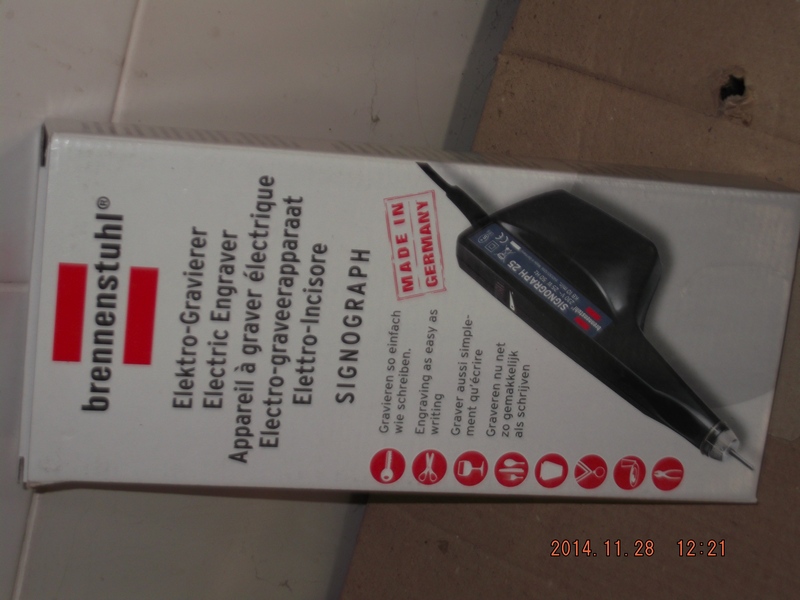 brennenstuhl®
Elektro-Gravierer
Electric Engraver
Appareil à graver électrique
Electro-graveerapparaat
Elettro-Incisore
SIGNOGRAPH
MADE IN
GERMANY
Gravieren so einfach
wie schreiben.
Engraving as easy as
writing
Graver aussi simple-
ment qu'écrire
Graveren nu net
zo gemakkelijk
als schrijven
SIGNOGRAPH 25
brennenstuhl
2014.11.28 12:21